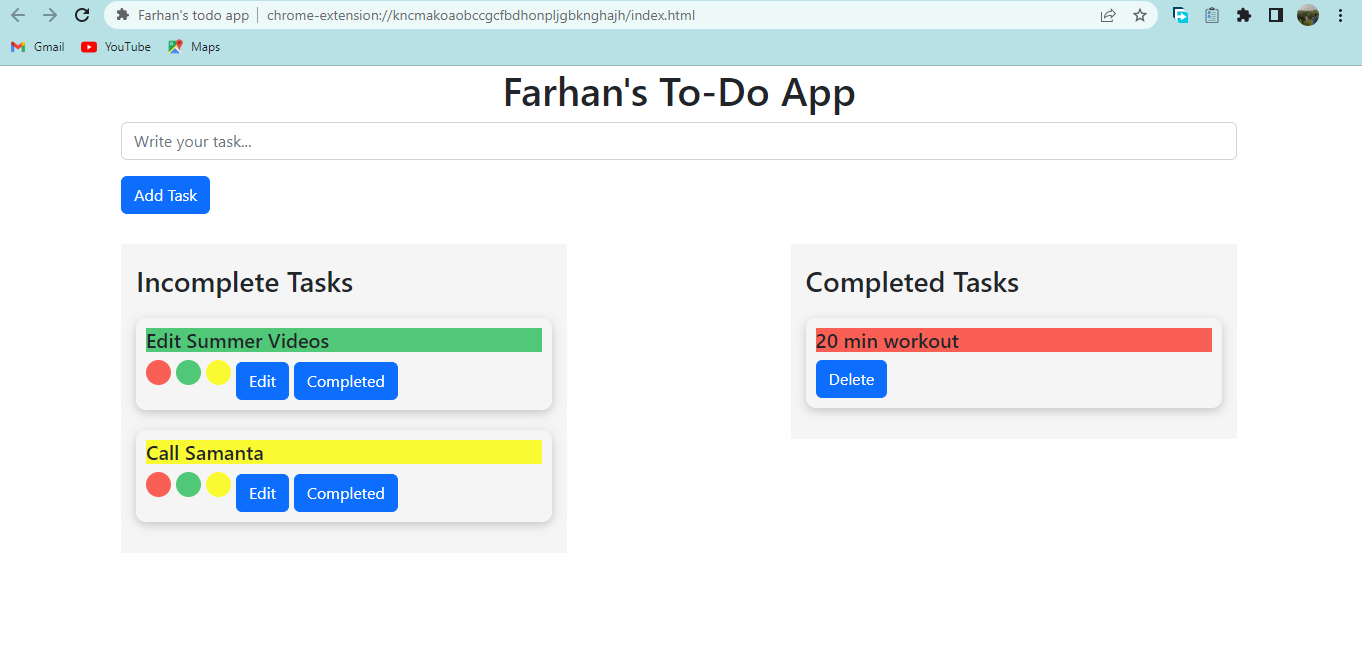 Farhan's todo app | chrome-extension://kncmakoaobccgcfbdhonpljgbknghajh/index.html
Gmail YouTube Maps
Farhan's To-Do App
Write your task...
Add Task
Incomplete Tasks
Edit Summer Videos
Edit Completed
Call Samanta
Edit Completed
Completed Tasks
20 min workout
Delete